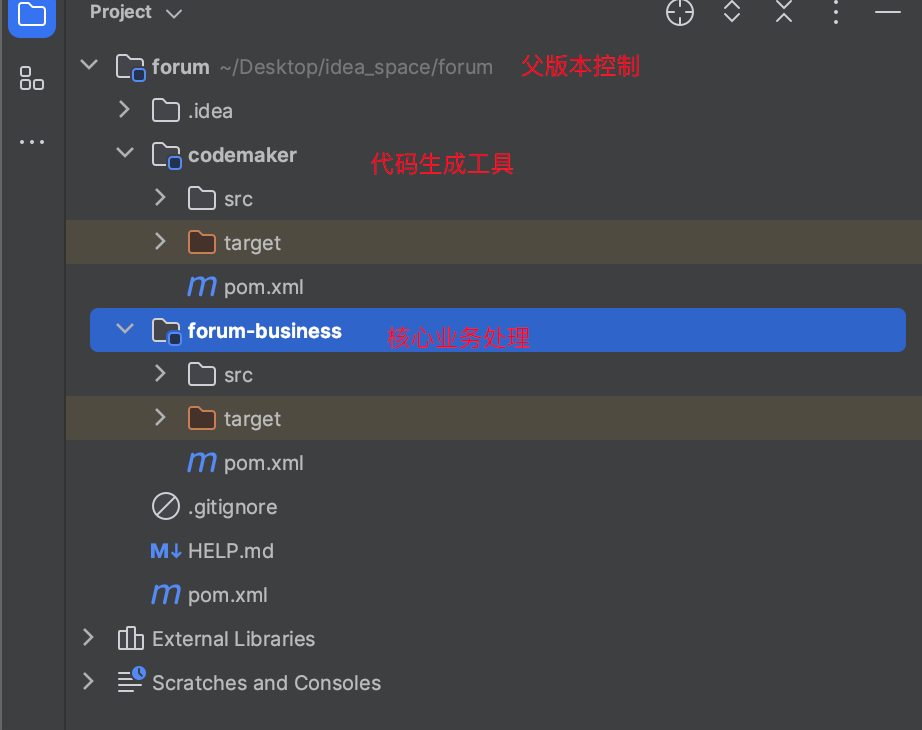 Project
forum ~/Desktop/idea_space/forum 父版本控制
.idea
codemaker 代码生成工具
src
target
m pom.xml
forum-business 核心业务处理
src
target
m pom.xml
.gitignore
M↓ HELP.md
m pom.xml
External Libraries
Scratches and Consoles